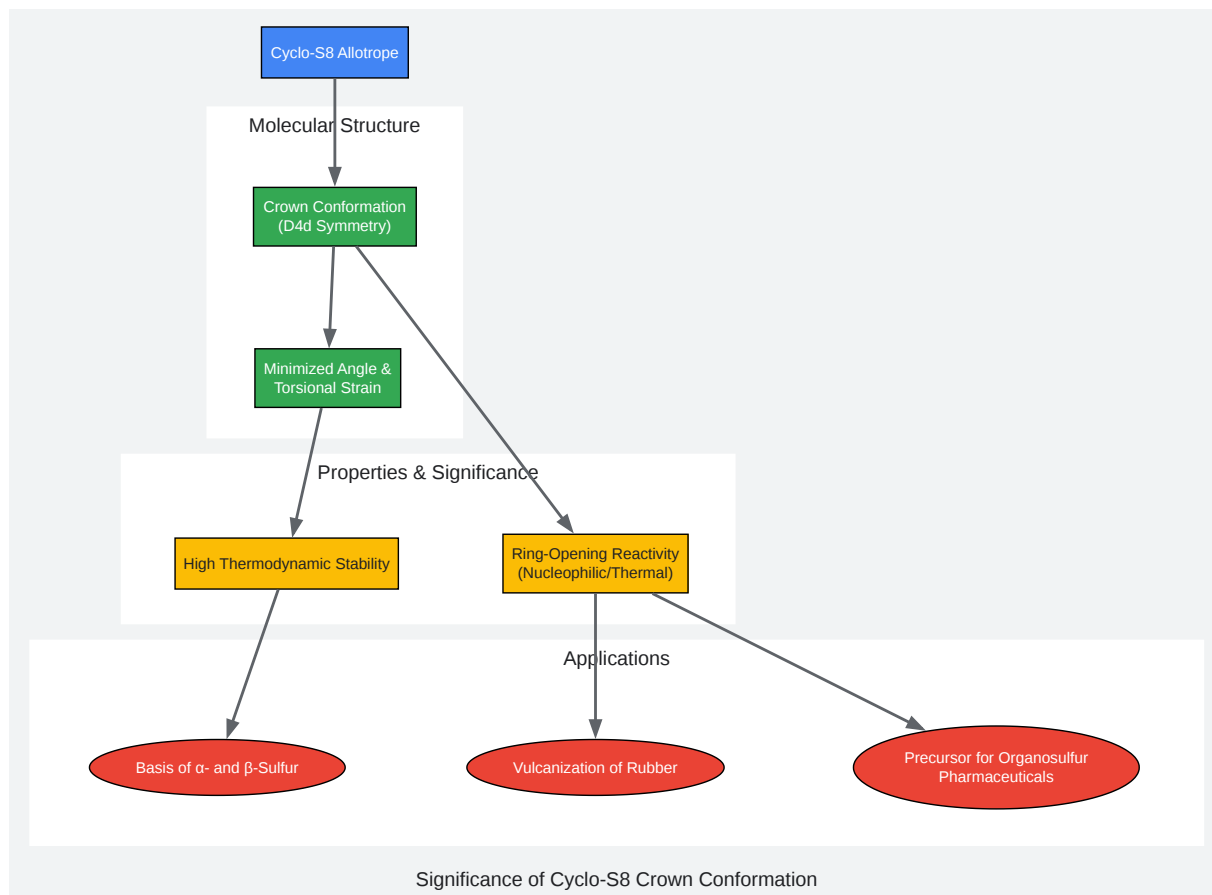 Cyclo-S8 Allotrope
Molecular Structure
Crown Conformation
(D4d Symmetry)
Minimized Angle &
Torsional Strain
Properties & Significance
High Thermodynamic Stability
Ring-Opening Reactivity
(Nucleophilic/Thermal)
Applications
Basis of α- and β-Sulfur
Vulcanization of Rubber
Precursor for Organosulfur
Pharmaceuticals
Significance of Cyclo-S8 Crown Conformation